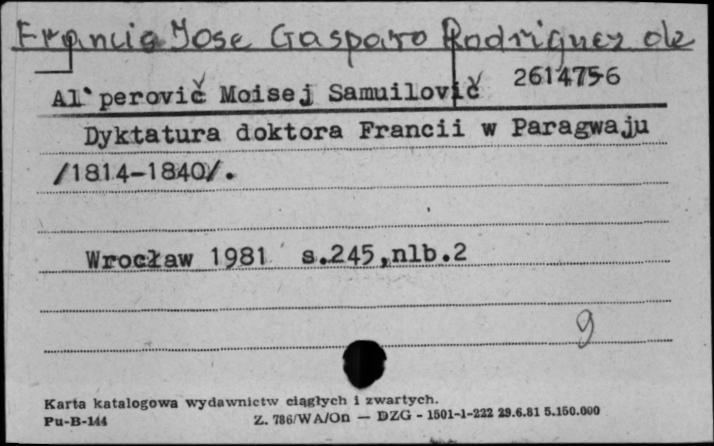 Francia Jose Gasparo Rodriguez de
Al'perovič Moisej Samuilovič 2614756
Dyktatura doktora Francii w Paragwaju
/1814-1840/.
Wrocław 1981 s.245,nlb.2
9
Karta katalogowa wydawnictw ciągłych i zwartych.
Pu-B-144 Z. 786/WA/On — DZG - 1501-1-222 29.6.81 5.150.000